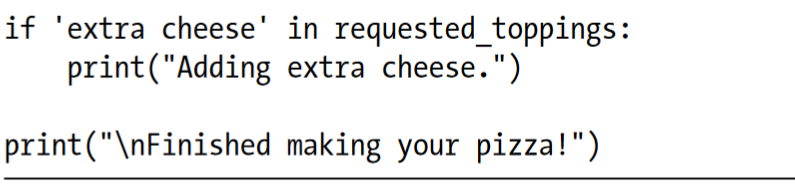 if 'extra cheese' in requested_toppings:
    print("Adding extra cheese.")
print("\nFinished making your pizza!")